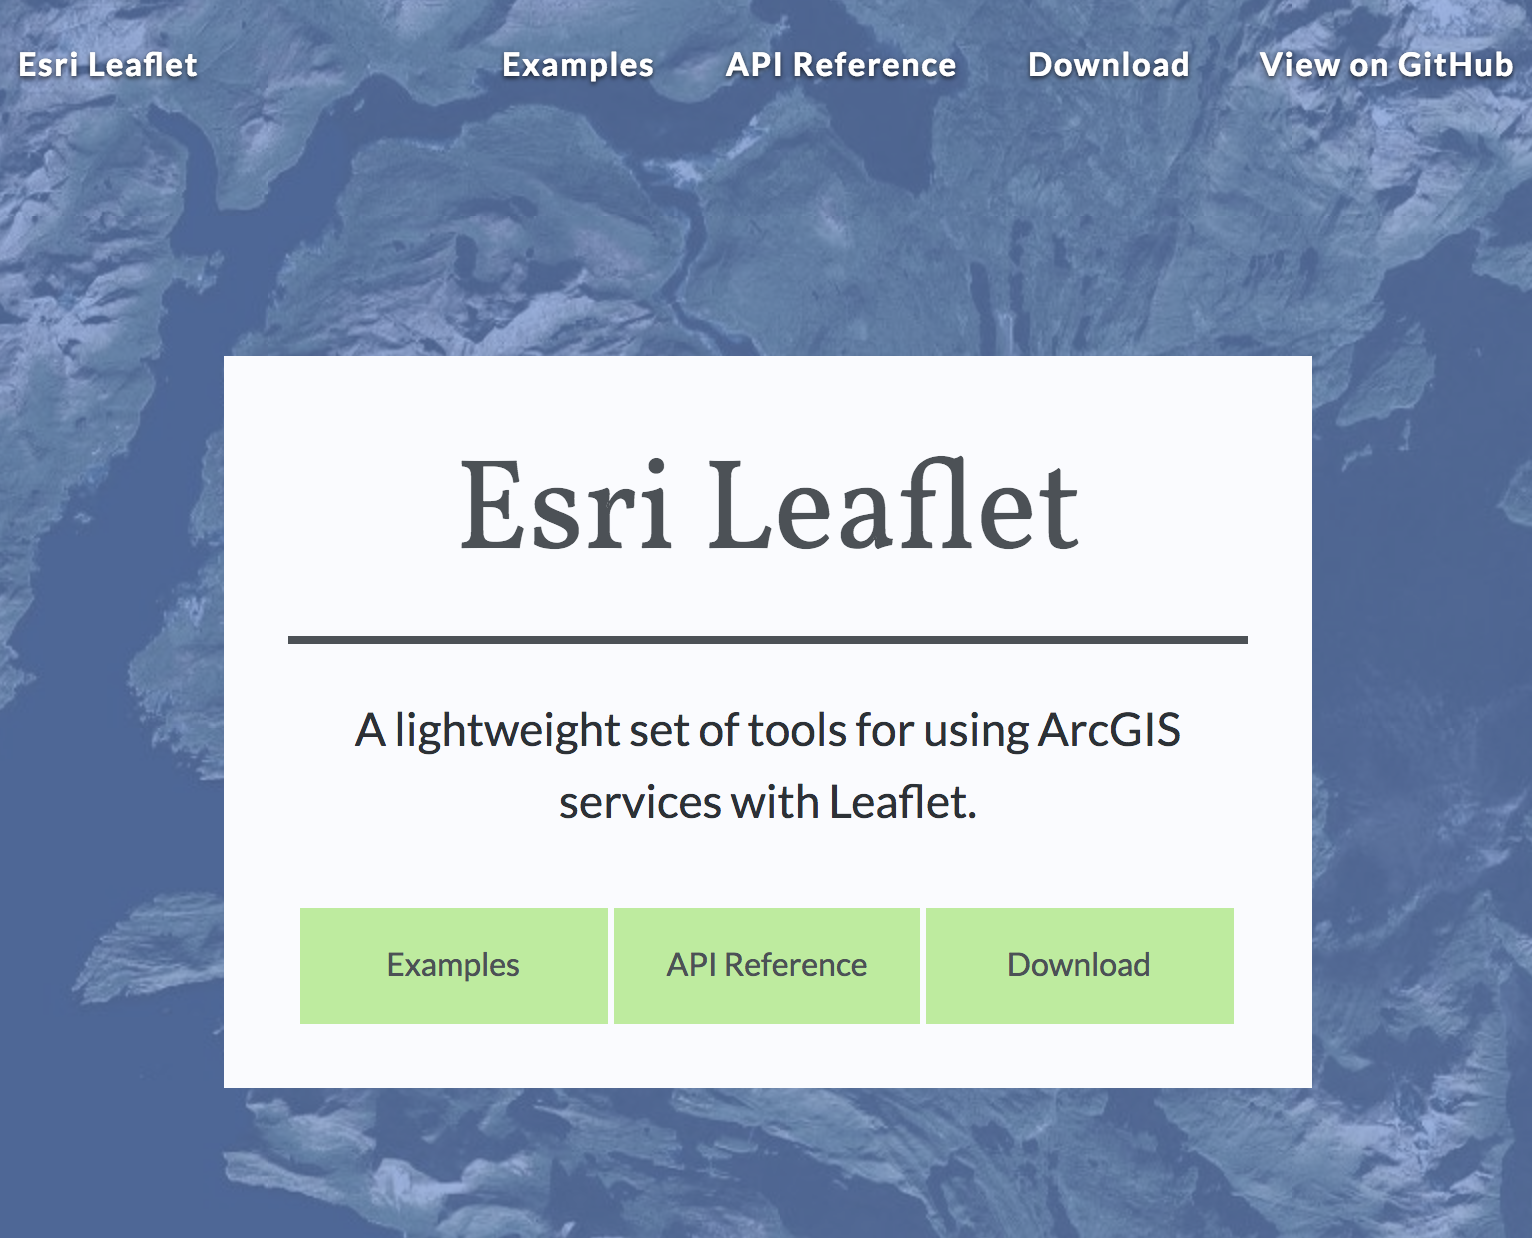 Esri Leaflet Examples API Reference Download View on GitHub
Esri Leaflet
A lightweight set of tools for using ArcGIS
services with Leaflet.
Examples API Reference Download